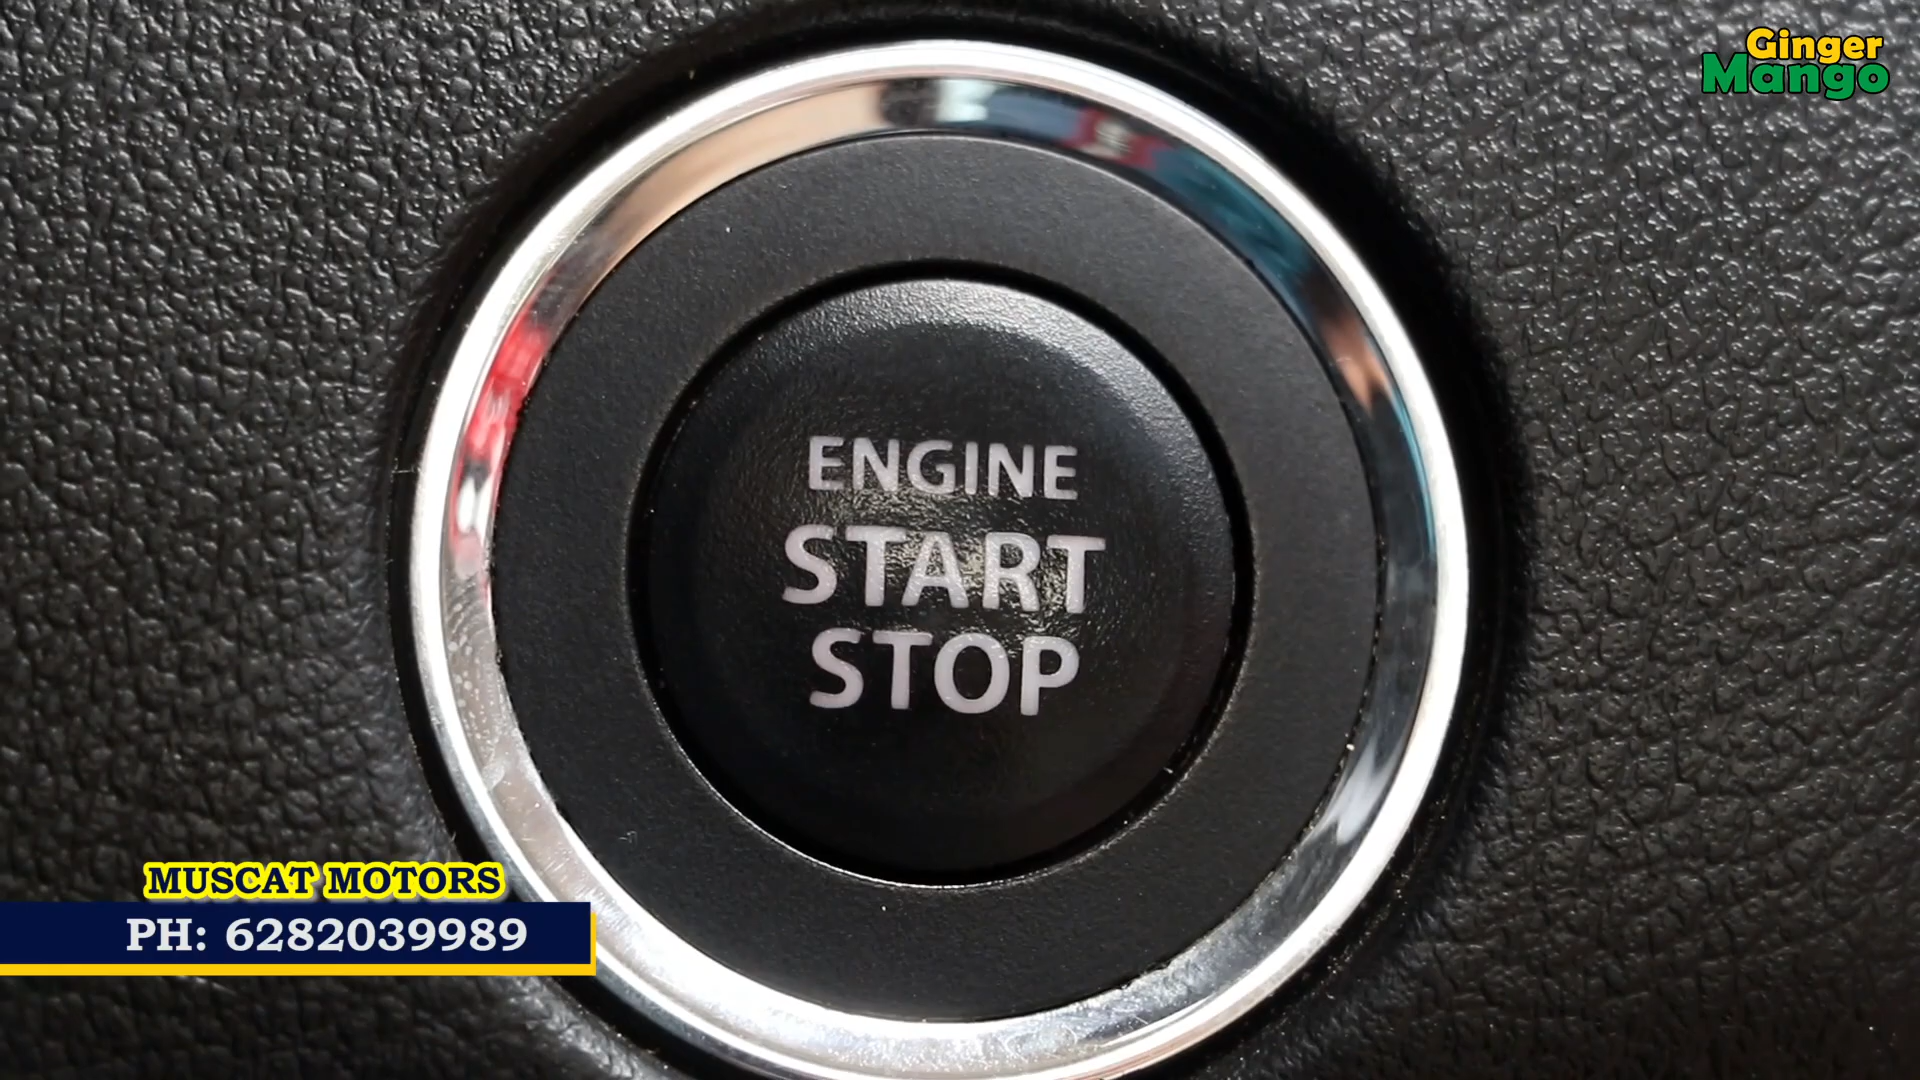 Ginger
Mango
ENGINE
START
STOP
MUSCAT MOTORS
PH: 6282039989